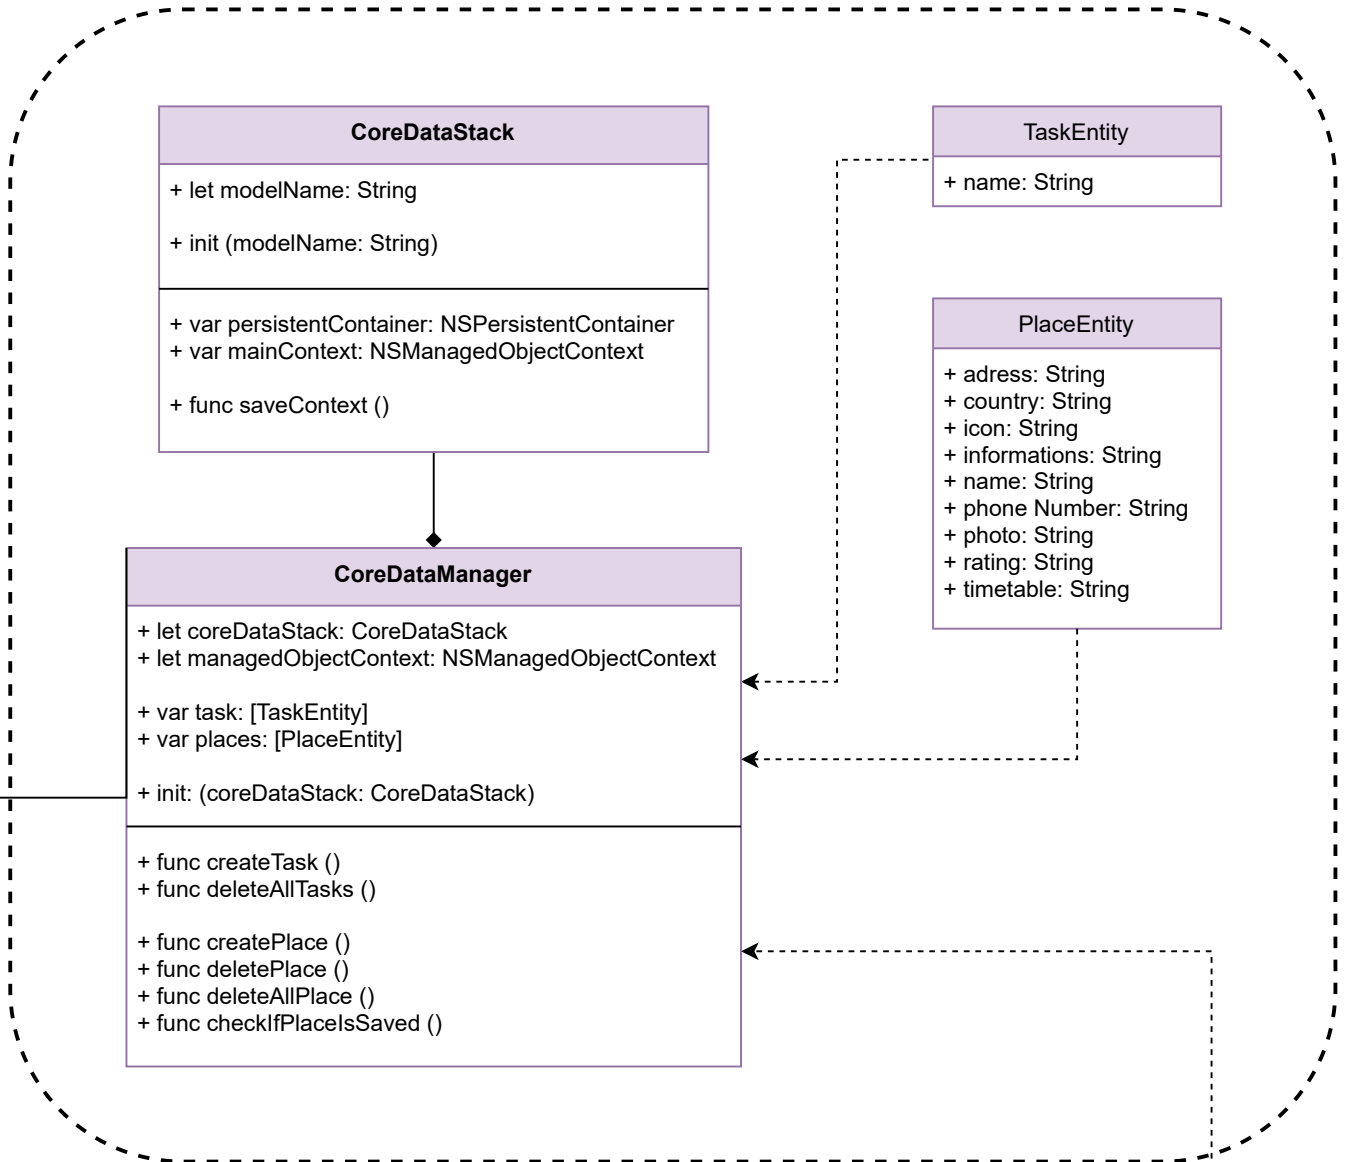 CoreDataStack
+ let modelName: String
+ init (modelName: String)
+ var persistentContainer: NSPersistentContainer
+ var mainContext: NSManagedObjectContext
+ func saveContext ()
TaskEntity
+ name: String
PlaceEntity
+ adress: String
+ country: String
+ icon: String
+ informations: String
+ name: String
+ phone Number: String
+ photo: String
+ rating: String
+ timetable: String
CoreDataManager
+ let coreDataStack: CoreDataStack
+ let managedObjectContext: NSManagedObjectContext
+ var task: [TaskEntity]
+ var places: [PlaceEntity]
+ init: (coreDataStack: CoreDataStack)
+ func createTask ()
+ func deleteAllTasks ()
+ func createPlace ()
+ func deletePlace ()
+ func deleteAllPlace ()
+ func checkIfPlaceIsSaved ()